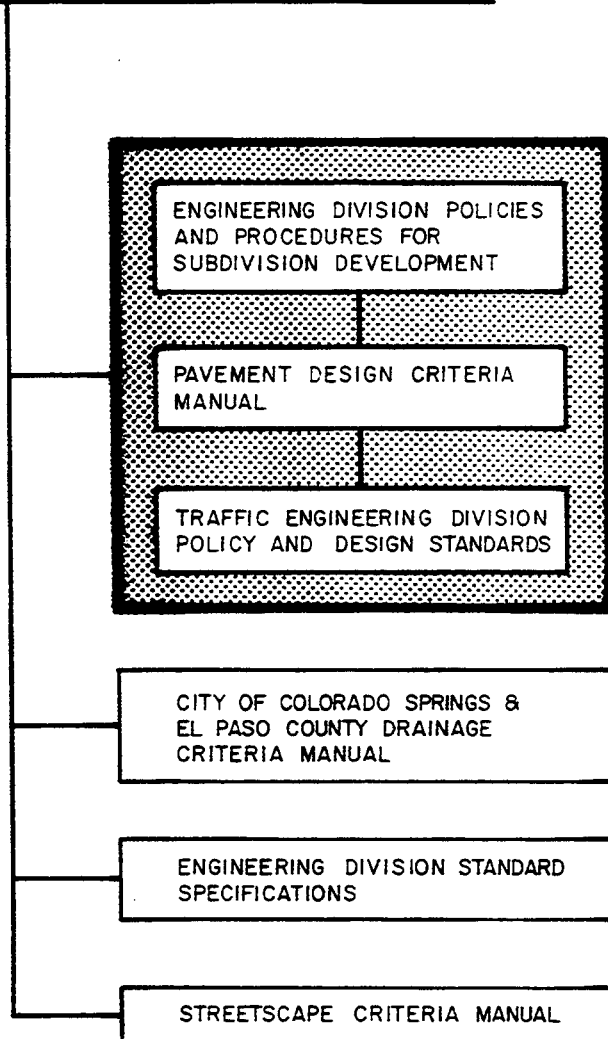 ENGINEERING DIVISION POLICIES
AND PROCEDURES FOR
SUBDIVISION DEVELOPMENT
PAVEMENT DESIGN CRITERIA
MANUAL
TRAFFIC ENGINEERING DIVISION
POLICY AND DESIGN STANDARDS
CITY OF COLORADO SPRINGS &
EL PASO COUNTY DRAINAGE
CRITERIA MANUAL
ENGINEERING DIVISION STANDARD
SPECIFICATIONS
STREETSCAPE CRITERIA MANUAL